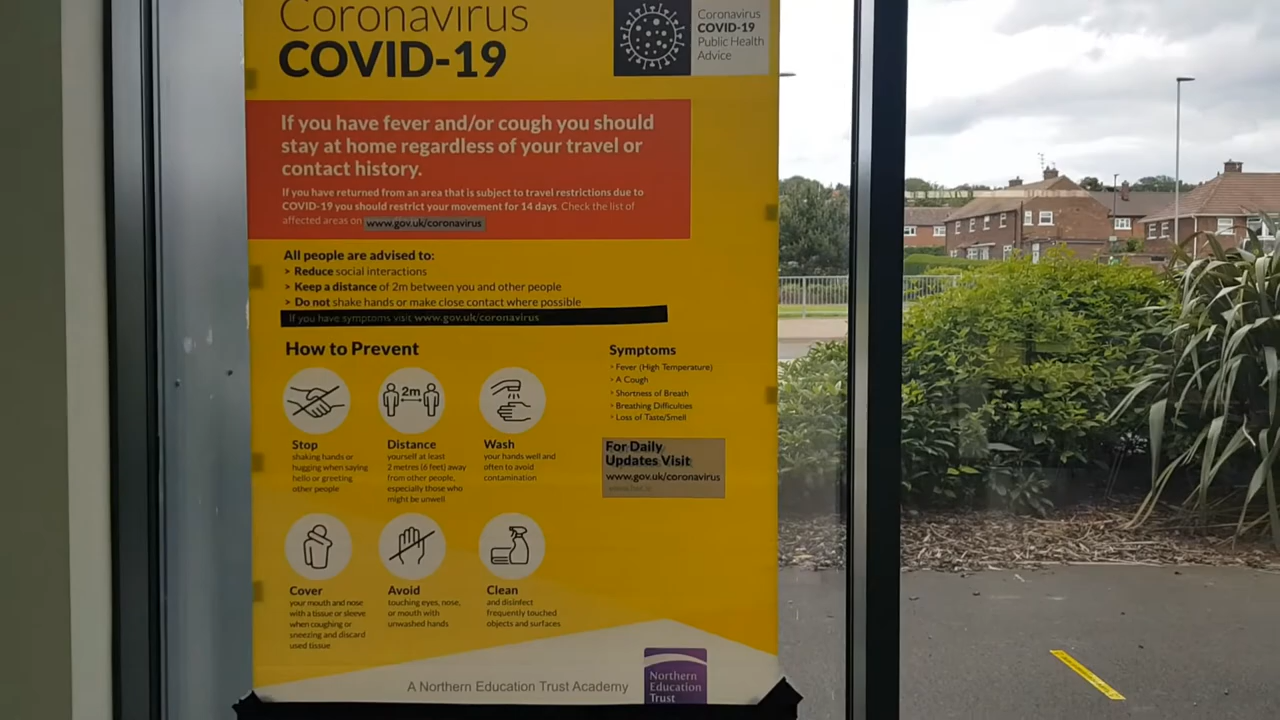 Coronavirus
COVID-19
Coronavirus
COVID-19
Public Health
Advice
If you have fever and/or cough you should
stay at home regardless of your travel or
contact history.
If you have returned from an area that is subject to travel restrictions due to
COVID-19 you should restrict your movement for 14 days. Check the list of
affected areas on www.gov.uk/coronavirus
All people are advised to:
> Reduce social interactions
> Keep a distance of 2m between you and other people
> Do not shake hands or make close contact where possible
If you have symptoms visit www.gov.uk/coronavirus
How to Prevent
2m
Stop
shaking hands or
hugging when saying
hello or greeting
other people
Distance
yourself at least
2 metres (6 feet) away
from other people,
especially those who
might be unwell
Wash
your hands well and
often to avoid
contamination
Symptoms
Fever (High Temperature)
A Cough
Shortness of Breath
Breathing Difficulties
Loss of Taste/Smell
For Daily
Updates Visit
www.gov.uk/coronavirus
Cover
your mouth and nose
with a tissue or sleeve
when coughing or
sneezing and discard
used tissue
Avoid
touching eyes, nose,
or mouth with
unwashed hands
Clean
and disinfect
frequently touched
objects and surfaces
A Northern Education Trust Academy
Northern
Education
Trust